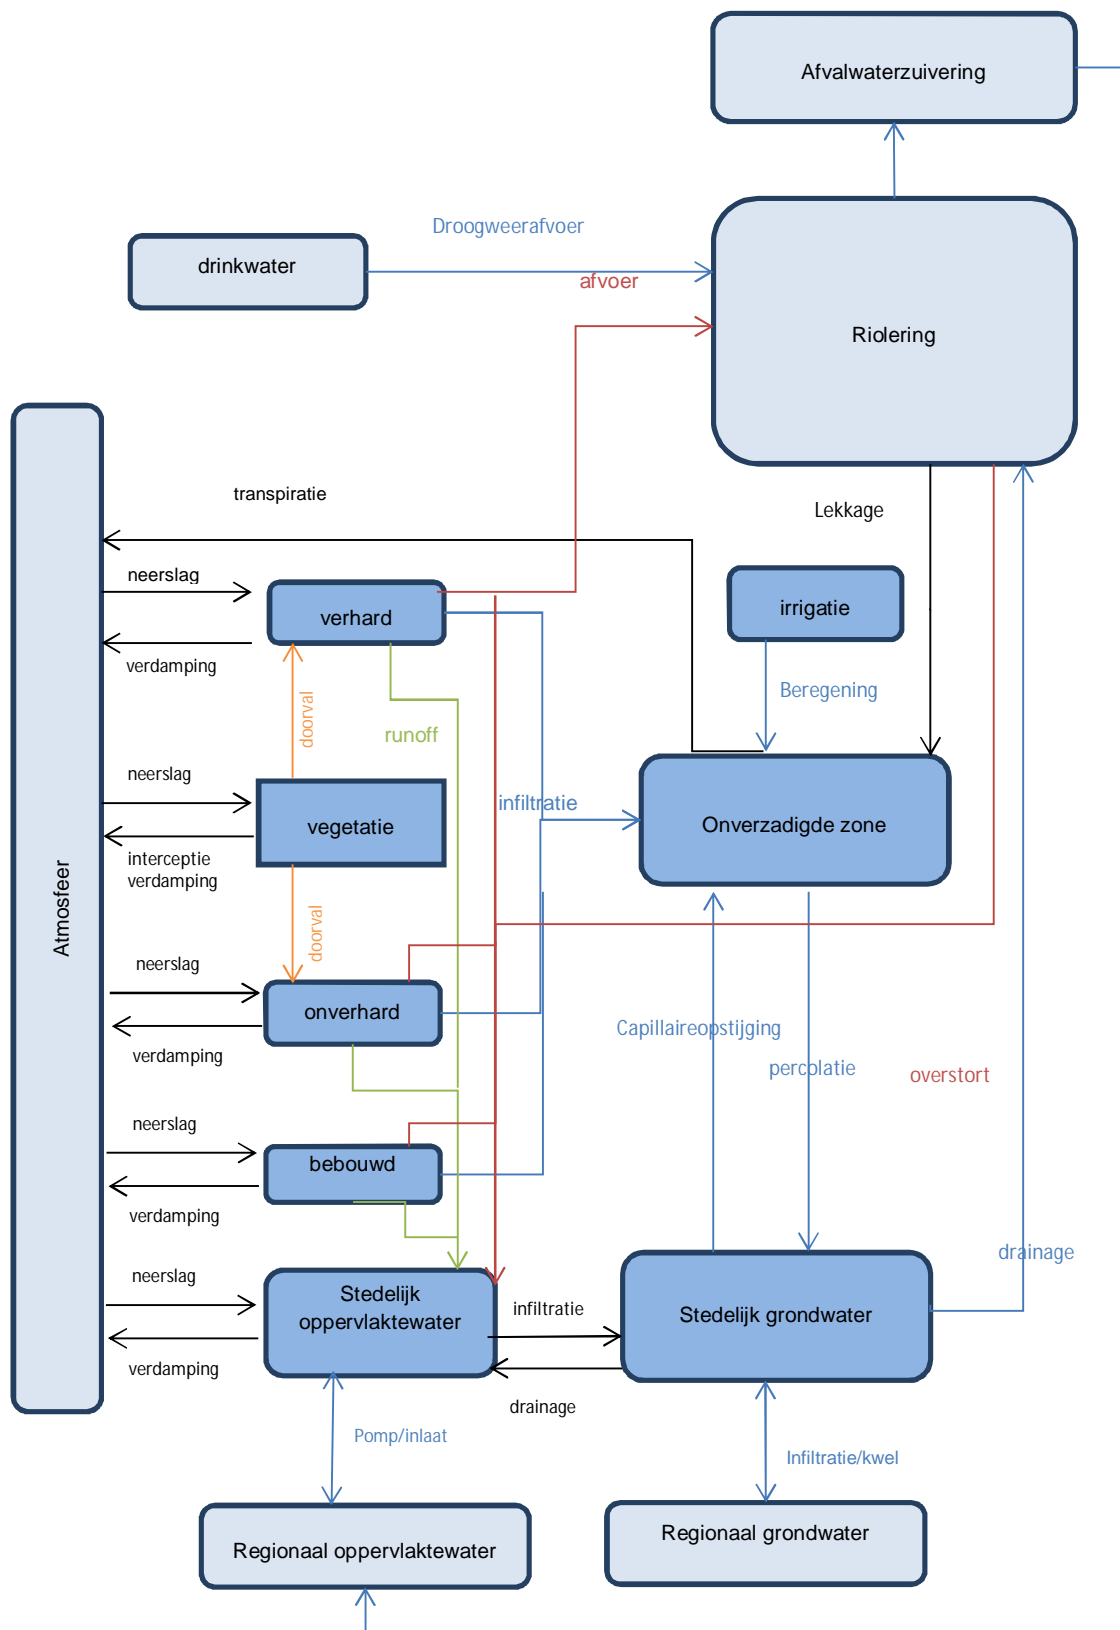 Afvalwaterzuivering
Droogweerafvoer
drinkwater
afvoer
Riolering
transpiratie
Lekkage
neerslag
verhard
irrigatie
verdamping
Beregening
doorval
runoff
neerslag
infiltratie
vegetatie
Onverzadigde zone
interceptie
verdamping
Atmosfeer
doorval
neerslag
onverhard
Capillaireopstijging
verdamping
percolatie
overstort
neerslag
bebouwd
verdamping
drainage
neerslag
Stedelijk
oppervlaktewater
infiltratie
Stedelijk grondwater
verdamping
drainage
Pomp/inlaat
Infiltratie/kwel
Regionaal oppervlaktewater
Regionaal grondwater